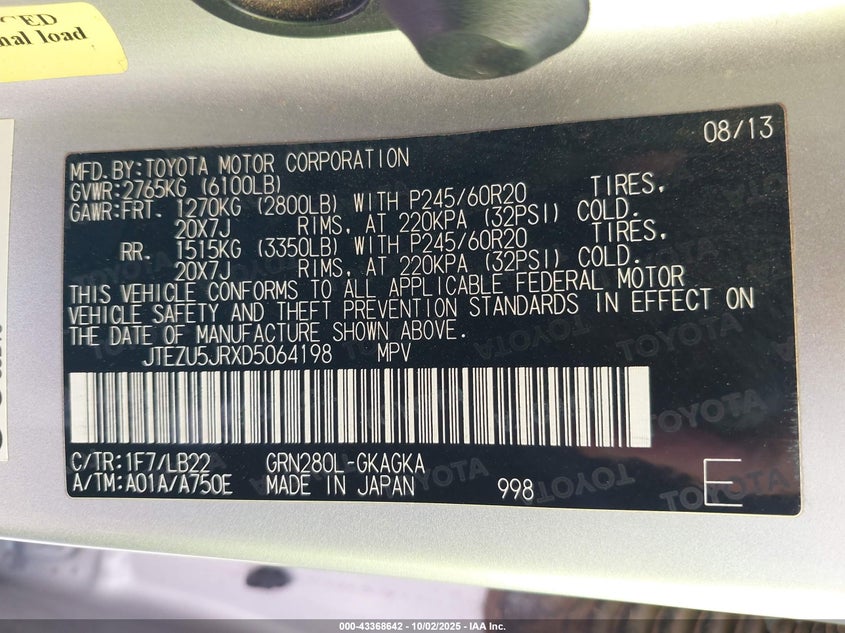 CED
nal load
08/13
MFD. BY: TOYOTA MOTOR CORPORATION
GVWR: 2765KG (6100LB)
GAWR: FRT. 1270KG (2800LB) WITH P245/60R20 TIRES,
20X7J RIMS, AT 220KPA (32PSI) COLD.
RR. 1515KG (3350LB) WITH P245/60R20 TIRES,
20X7J RIMS, AT 220KPA (32PSI) COLD.
THIS VEHICLE CONFORMS TO ALL APPLICABLE FEDERAL MOTOR
VEHICLE SAFETY AND THEFT PREVENTION STANDARDS IN EFFECT ON
THE DATE OF MANUFACTURE SHOWN ABOVE.
JTEZU5JRXD5064198 MPV
C/TR: 1F7/LB22 GRN280L-GKAGKA
A/TM: A01A/A750E MADE IN JAPAN 998 E
000-43368642 - 10/02/2025 - IAA Inc.